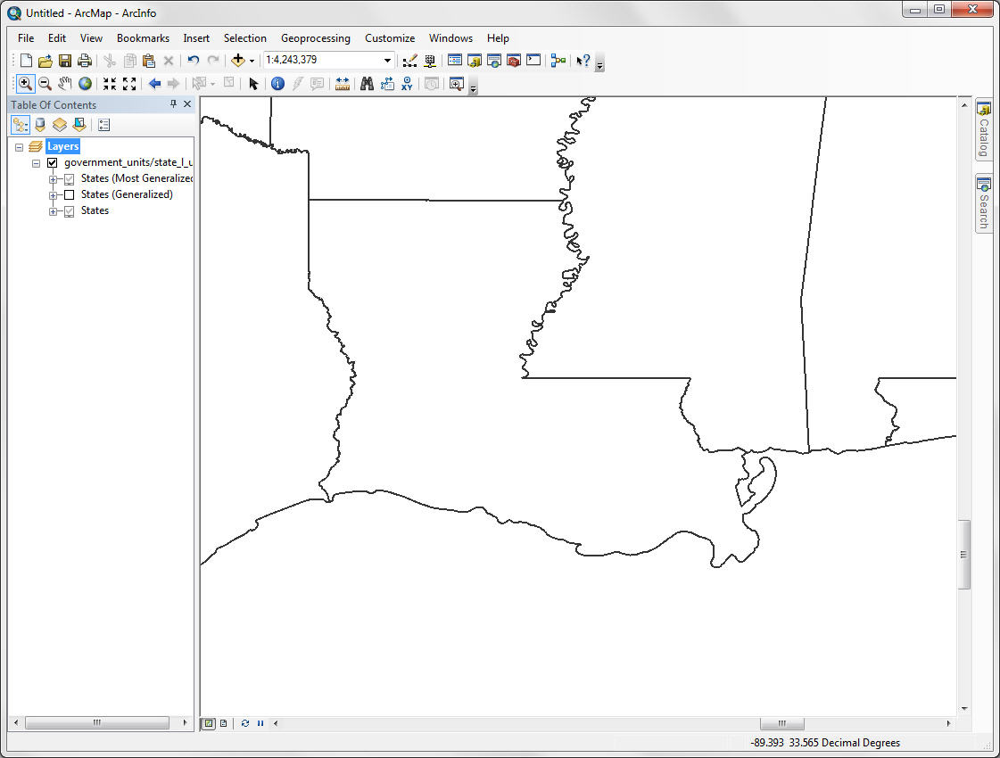 Untitled - ArcMap - ArcInfo
File Edit View Bookmarks Insert Selection Geoprocessing Customize Windows Help
1:4,243,379
Table Of Contents
Layers
government_units/state_l_u
States (Most Generalized
States (Generalized)
States
Catalog
Search
-89.393 33.565 Decimal Degrees